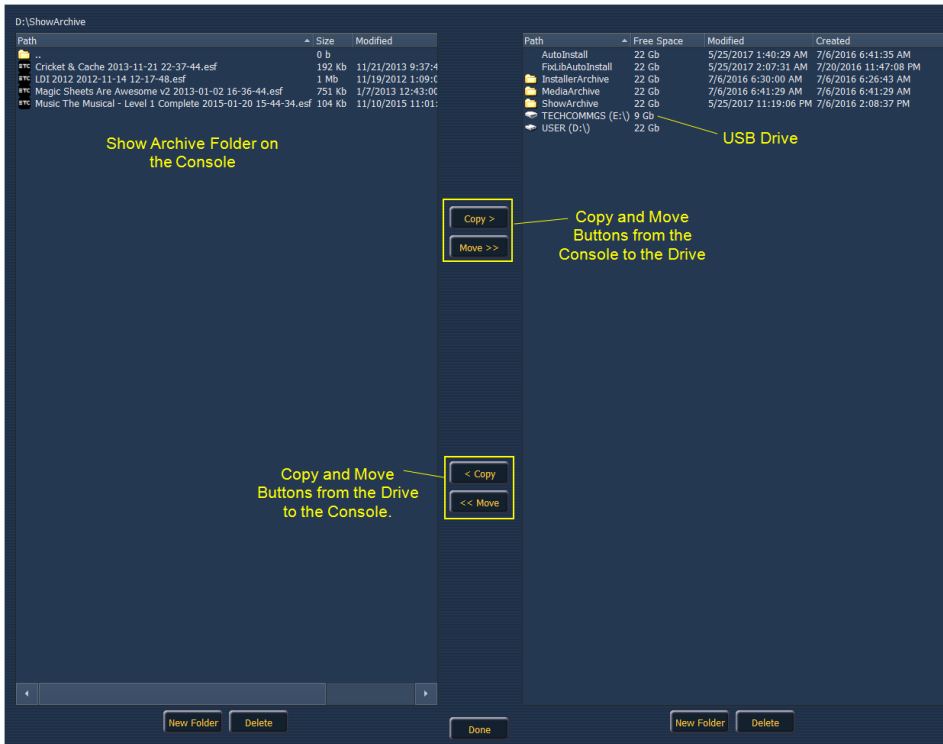 D:\ShowArchive
Path Size Modified
.. 0 b
ETC Cricket & Cache 2013-11-21 22-37-44.esf 192 Kb 11/21/2013 9:37:4
ETC LDI 2012 2012-11-14 12-17-48.esf 1 Mb 11/19/2012 1:09:0
ETC Magic Sheets Are Awesome v2 2013-01-02 16-36-44.esf 751 Kb 1/7/2013 12:43:00
ETC Music The Musical - Level 1 Complete 2015-01-20 15-44-34.esf 104 Kb 11/10/2015 11:01:
Show Archive Folder on
the Console
Path Free Space Modified Created
AutoInstall 22 Gb 5/25/2017 1:40:29 AM 7/6/2016 6:41:35 AM
FixLibAutoInstall 22 Gb 5/25/2017 2:07:31 AM 7/20/2016 11:47:08 PM
InstallerArchive 22 Gb 7/6/2016 6:30:00 AM 7/6/2016 6:26:43 AM
MediaArchive 22 Gb 7/6/2016 6:41:29 AM 7/6/2016 6:41:29 AM
ShowArchive 22 Gb 5/25/2017 11:19:06 PM 7/6/2016 2:08:37 PM
TECHCOMMGS (E:\) 9 Gb
USER (D:\) 22 Gb
USB Drive
Copy >
Move >>
Copy and Move
Buttons from the
Console to the Drive
Copy and Move
Buttons from the Drive
to the Console.
< Copy
<< Move
New Folder Delete
Done
New Folder Delete